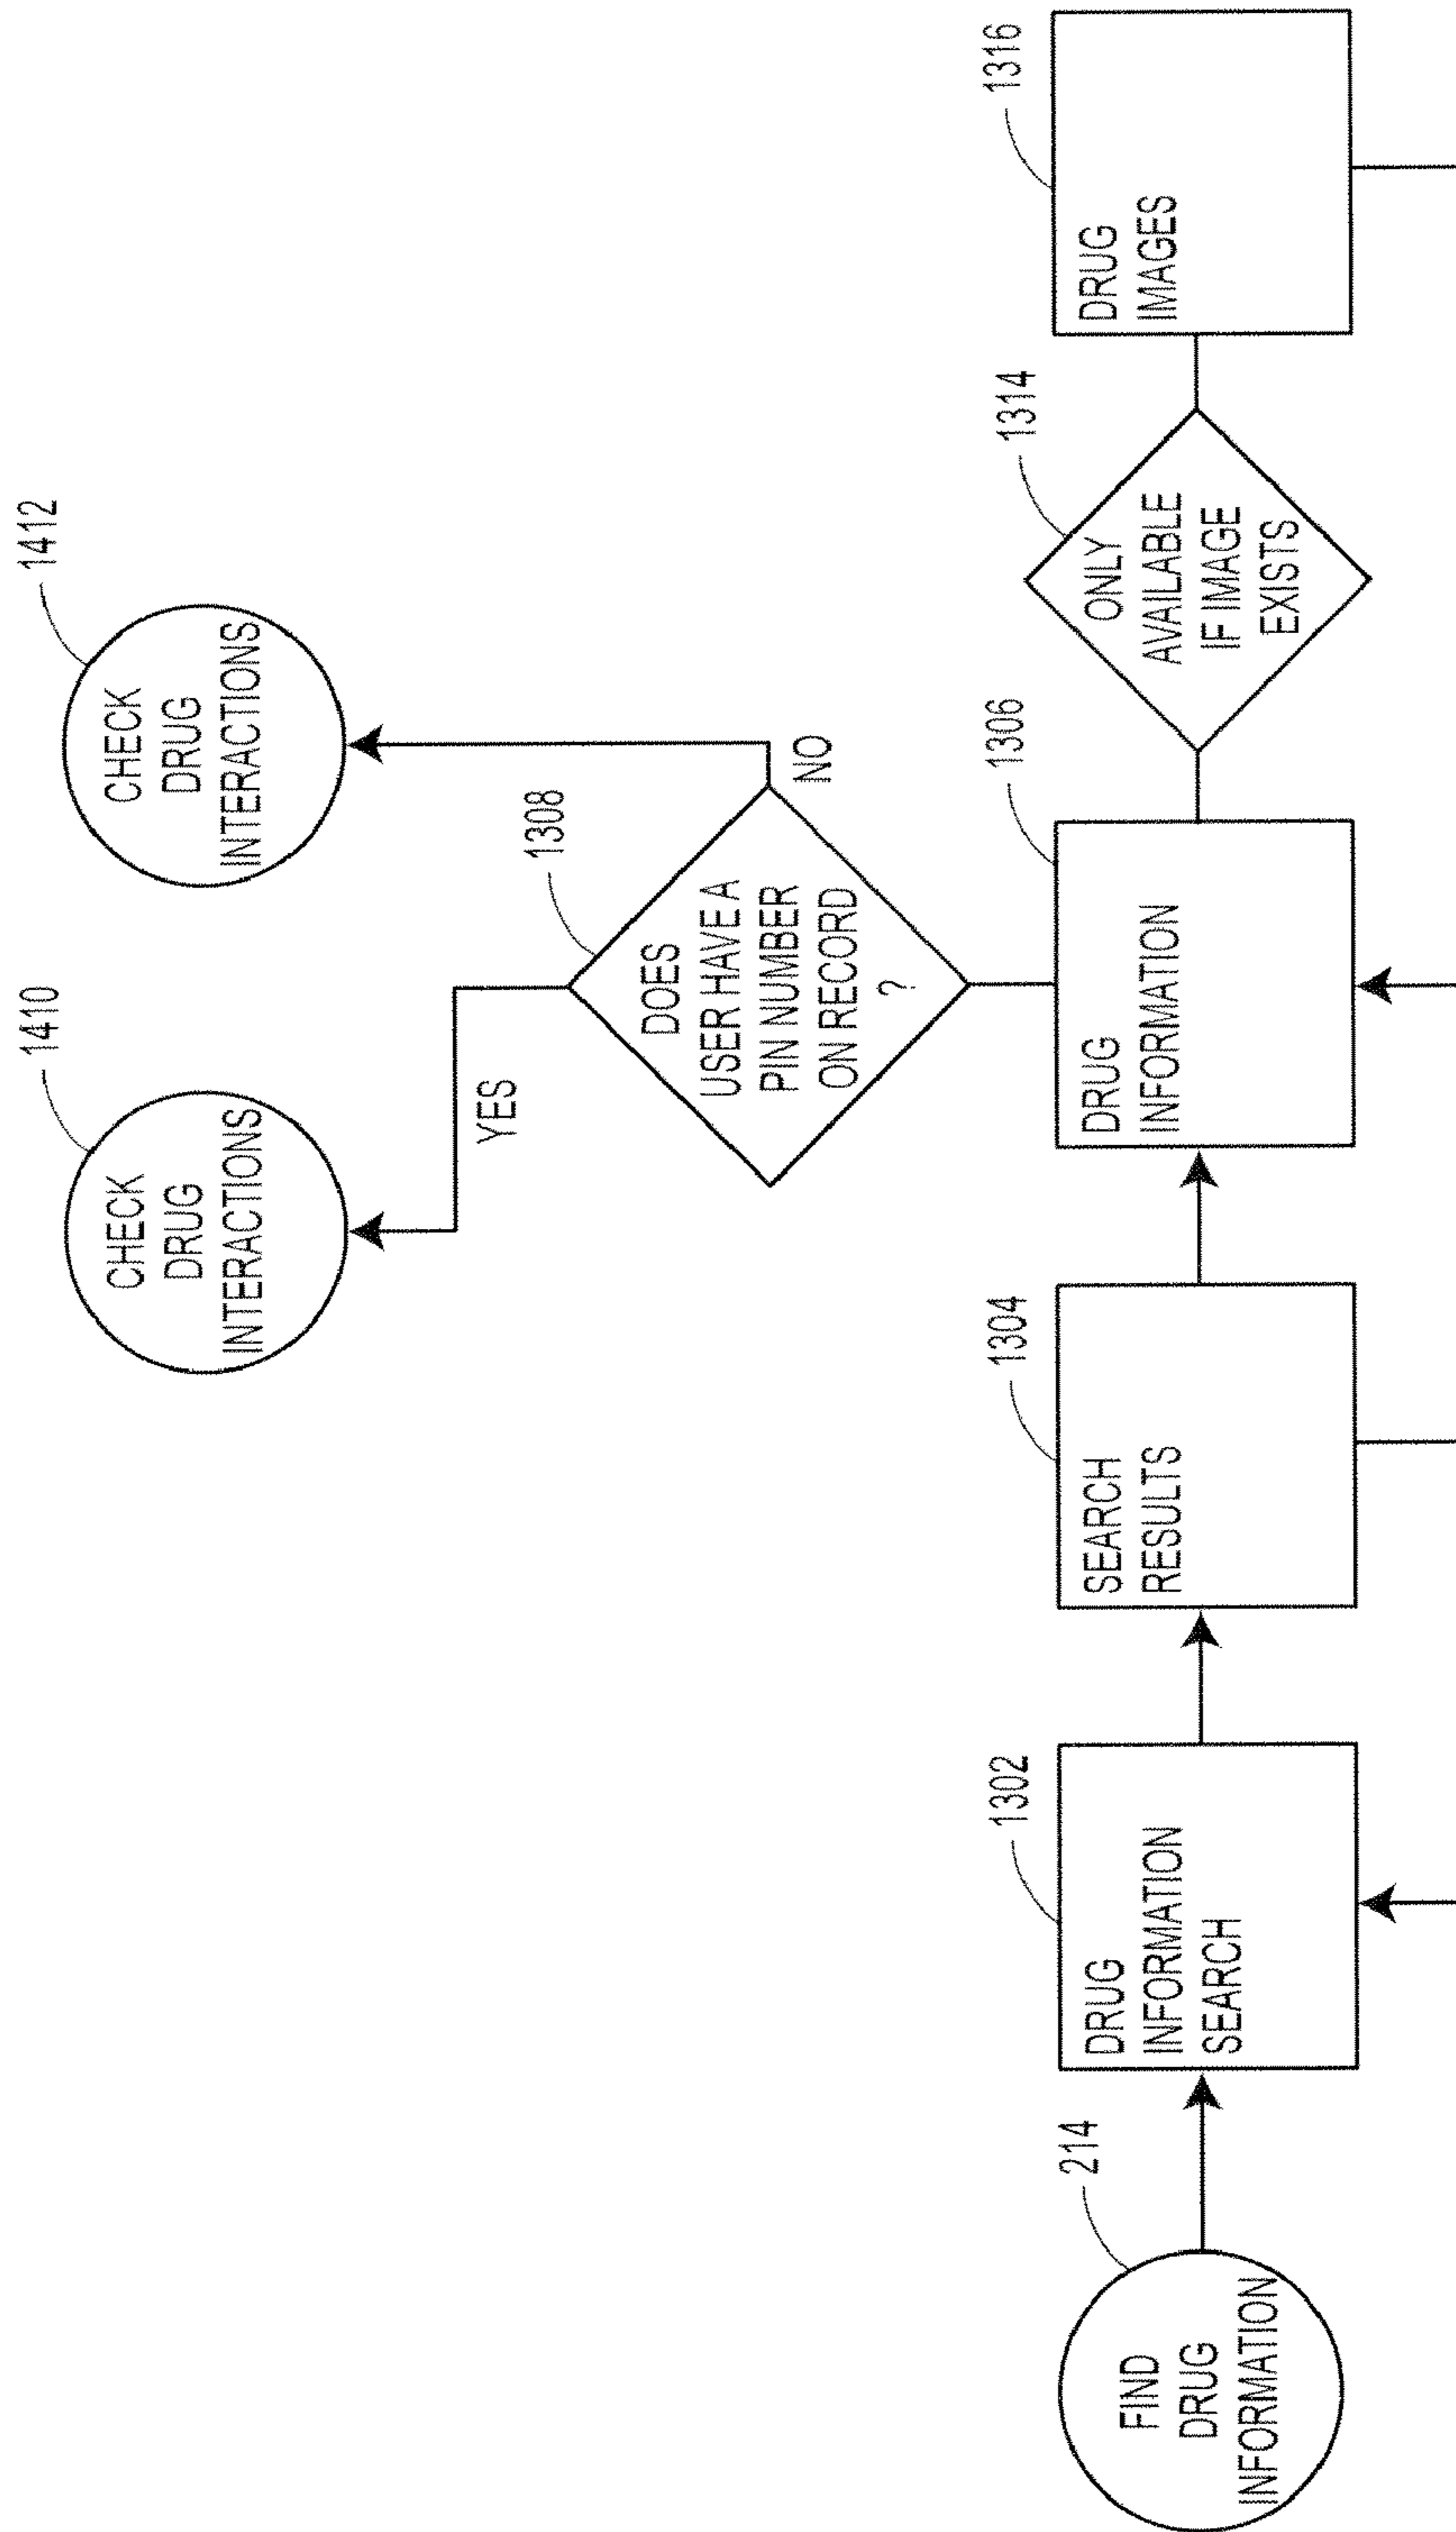 1410
CHECK
DRUG
INTERACTIONS
1412
CHECK
DRUG
INTERACTIONS
YES
1308
DOES
USER HAVE A
PIN NUMBER
ON RECORD
?
NO
214
FIND
DRUG
INFORMATION
1302
DRUG
INFORMATION
SEARCH
1304
SEARCH
RESULTS
1306
DRUG
INFORMATION
1314
ONLY
AVAILABLE
IF IMAGE
EXISTS
1316
DRUG
IMAGES